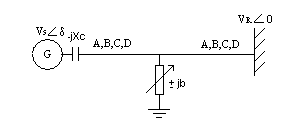 Vs∠δ
-jXc
VR∠0
A,B,C,D
A,B,C,D
G
± jb